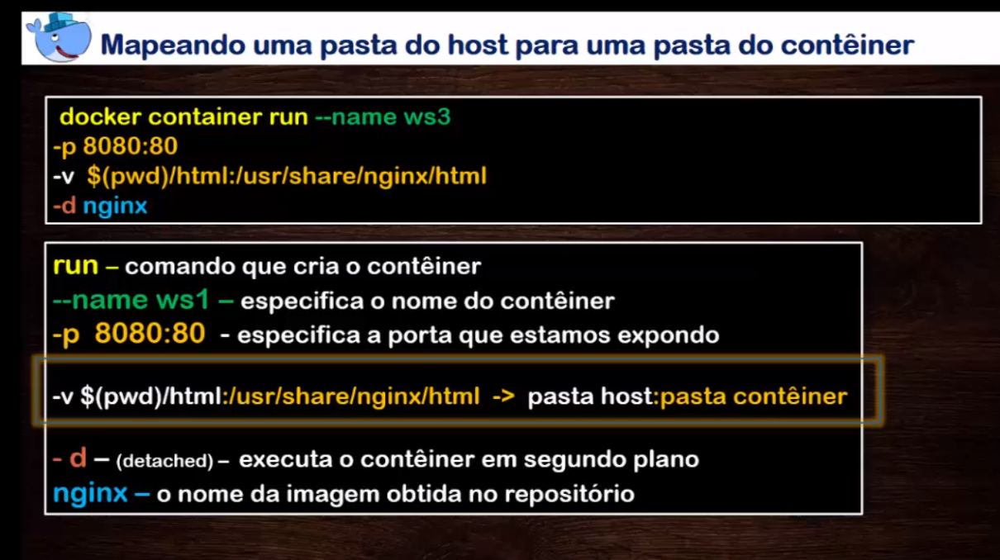 Mapeando uma pasta do host para uma pasta do contêiner
docker container run --name ws3
-p 8080:80
-v $(pwd)/html:/usr/share/nginx/html
-d nginx
run – comando que cria o contêiner
--name ws1 – especifica o nome do contêiner
-p 8080:80 - especifica a porta que estamos expondo
-v $(pwd)/html:/usr/share/nginx/html -> pasta host:pasta contêiner
- d – (detached) – executa o contêiner em segundo plano
nginx – o nome da imagem obtida no repositório